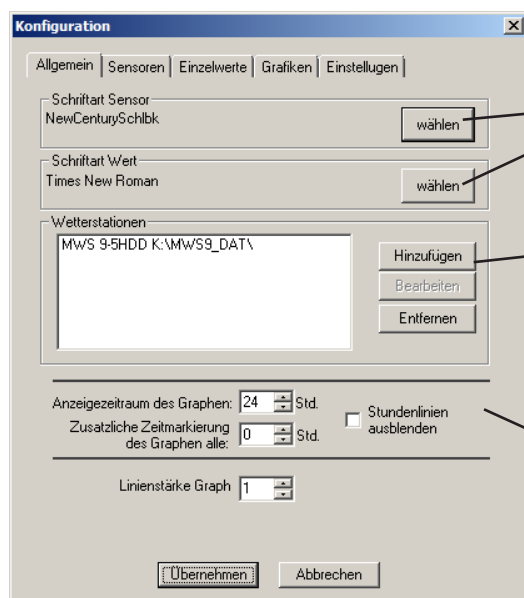 Konfiguration
Allgemein Sensoren Einzelwerte Grafiken Einstellugen
Schriftart Sensor
NewCenturySchlbk
wählen
Schriftart Wert
Times New Roman
wählen
Wetterstationen
MWS 9-5HDD K:\MWS9_DAT\
Hinzufügen
Bearbeiten
Entfernen
Anzeigezeitraum des Graphen: 24 Std.
Zusatzliche Zeitmarkierung
des Graphen alle: 0 Std.
Stundenlinien
ausblenden
Linienstärke Graph 1
Übernehmen Abbrechen